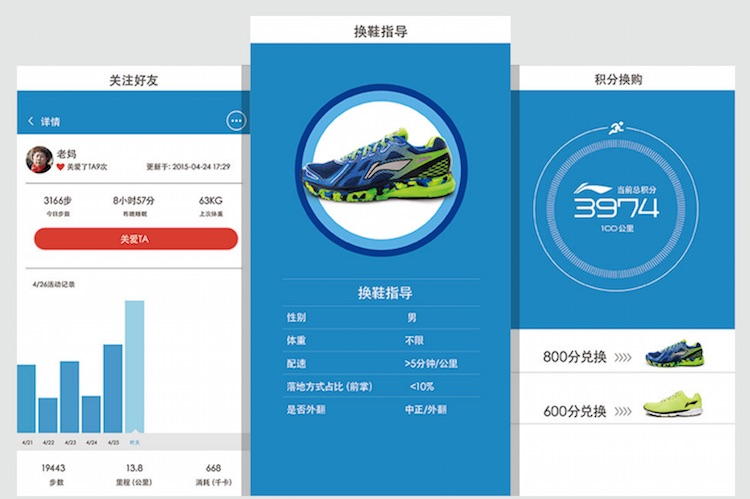 换鞋指导
关注好友
详情
老妈
关爱了TA9次
更新于: 2015-04-24 17:29
3166步
8小时57分
63KG
今日步数
昨晚睡眠
上次体重
关爱TA
4/26活动记录
4/21 4/22 4/23 4/24 4/25 昨天
19443
13.8
668
步数
里程 (公里)
消耗 (千卡)
换鞋指导
性别 男
体重 不限
配速 >5分钟/公里
落地方式占比 (前掌) <10%
是否外翻 中正/外翻
积分换购
当前总积分
3974
100公里
800分兑换 >>>>
600分兑换 >>>>